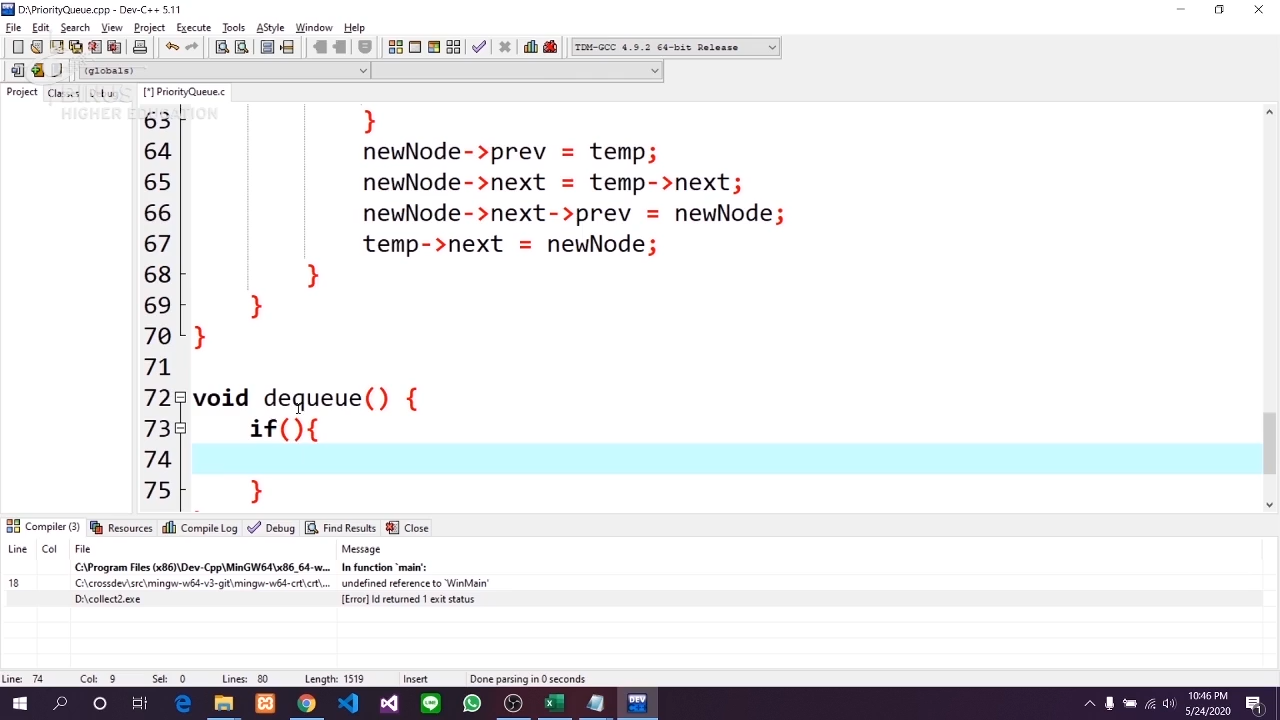 D:\PriorityQueue.cpp - Dev-C++ 5.11
File Edit Search View Project Execute Tools AStyle Window Help
TDM-GCC 4.9.2 64-bit Release
(globals)
Project Classes Debug [*] PriorityQueue.c
HIGHER EDUCATION
63 }
64 newNode->prev = temp;
65 newNode->next = temp->next;
66 newNode->next->prev = newNode;
67 temp->next = newNode;
68 }
69 }
70 }
71
72 void dequeue() {
73 if(){
74
75 }
Compiler (3) Resources Compile Log Debug Find Results Close
Line Col File Message
C:\Program Files (x86)\Dev-Cpp\MinGW64\x86_64-w... In function `main':
18 C:\crossdev\src\mingw-w64-v3-git\mingw-w64-crt\crt\... undefined reference to `WinMain'
D:\collect2.exe [Error] ld returned 1 exit status
Line: 74 Col: 9 Sel: 0 Lines: 80 Length: 1519 Insert Done parsing in 0 seconds
DEV
10:46 PM
5/24/2020